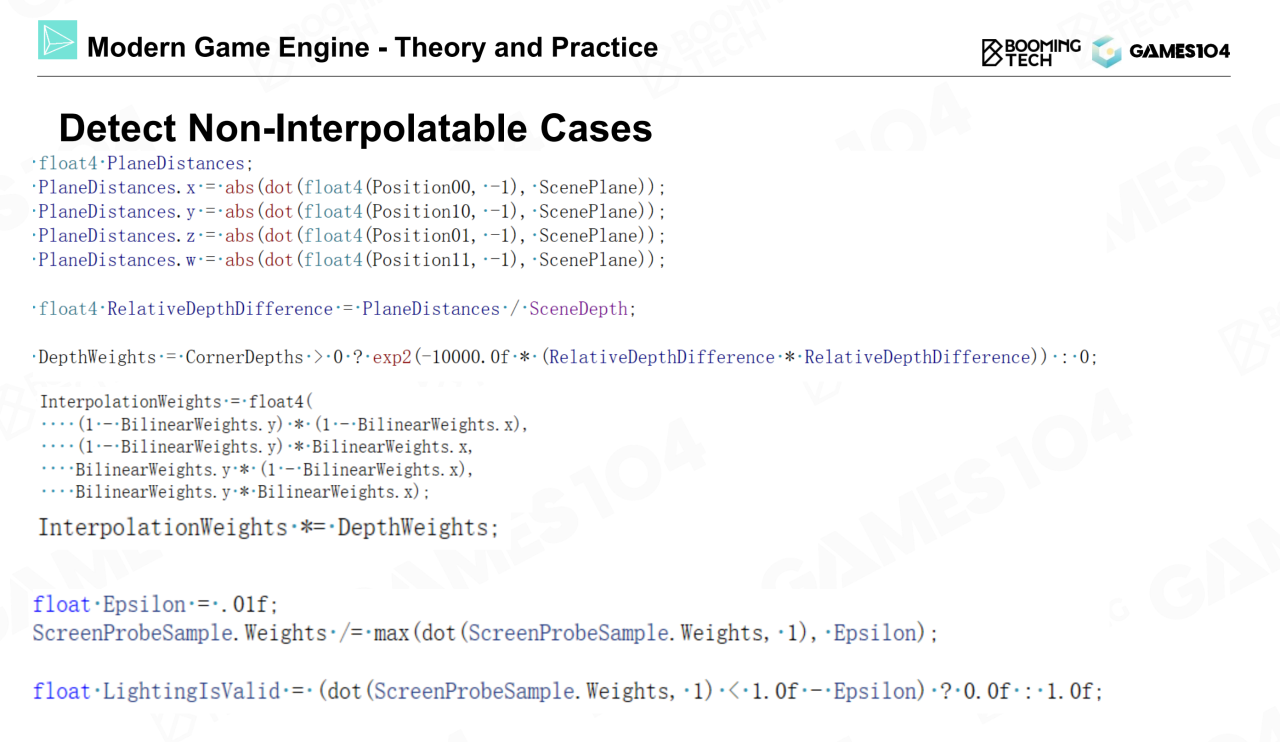 Modern Game Engine - Theory and Practice
BOOMING TECH
GAMES104
Detect Non-Interpolatable Cases
float4 PlaneDistances;
PlaneDistances.x = abs(dot(float4(Position00, -1), ScenePlane));
PlaneDistances.y = abs(dot(float4(Position10, -1), ScenePlane));
PlaneDistances.z = abs(dot(float4(Position01, -1), ScenePlane));
PlaneDistances.w = abs(dot(float4(Position11, -1), ScenePlane));
float4 RelativeDepthDifference = PlaneDistances / SceneDepth;
DepthWeights = CornerDepths > 0 ? exp2(-10000.0f * (RelativeDepthDifference * RelativeDepthDifference)) : 0;
InterpolationWeights = float4(
(1 - BilinearWeights.y) * (1 - BilinearWeights.x),
(1 - BilinearWeights.y) * BilinearWeights.x,
BilinearWeights.y * (1 - BilinearWeights.x),
BilinearWeights.y * BilinearWeights.x);
InterpolationWeights *= DepthWeights;
float Epsilon = .01f;
ScreenProbeSample.Weights /= max(dot(ScreenProbeSample.Weights, 1), Epsilon);
float LightingIsValid = (dot(ScreenProbeSample.Weights, 1) < 1.0f - Epsilon) ? 0.0f : 1.0f;